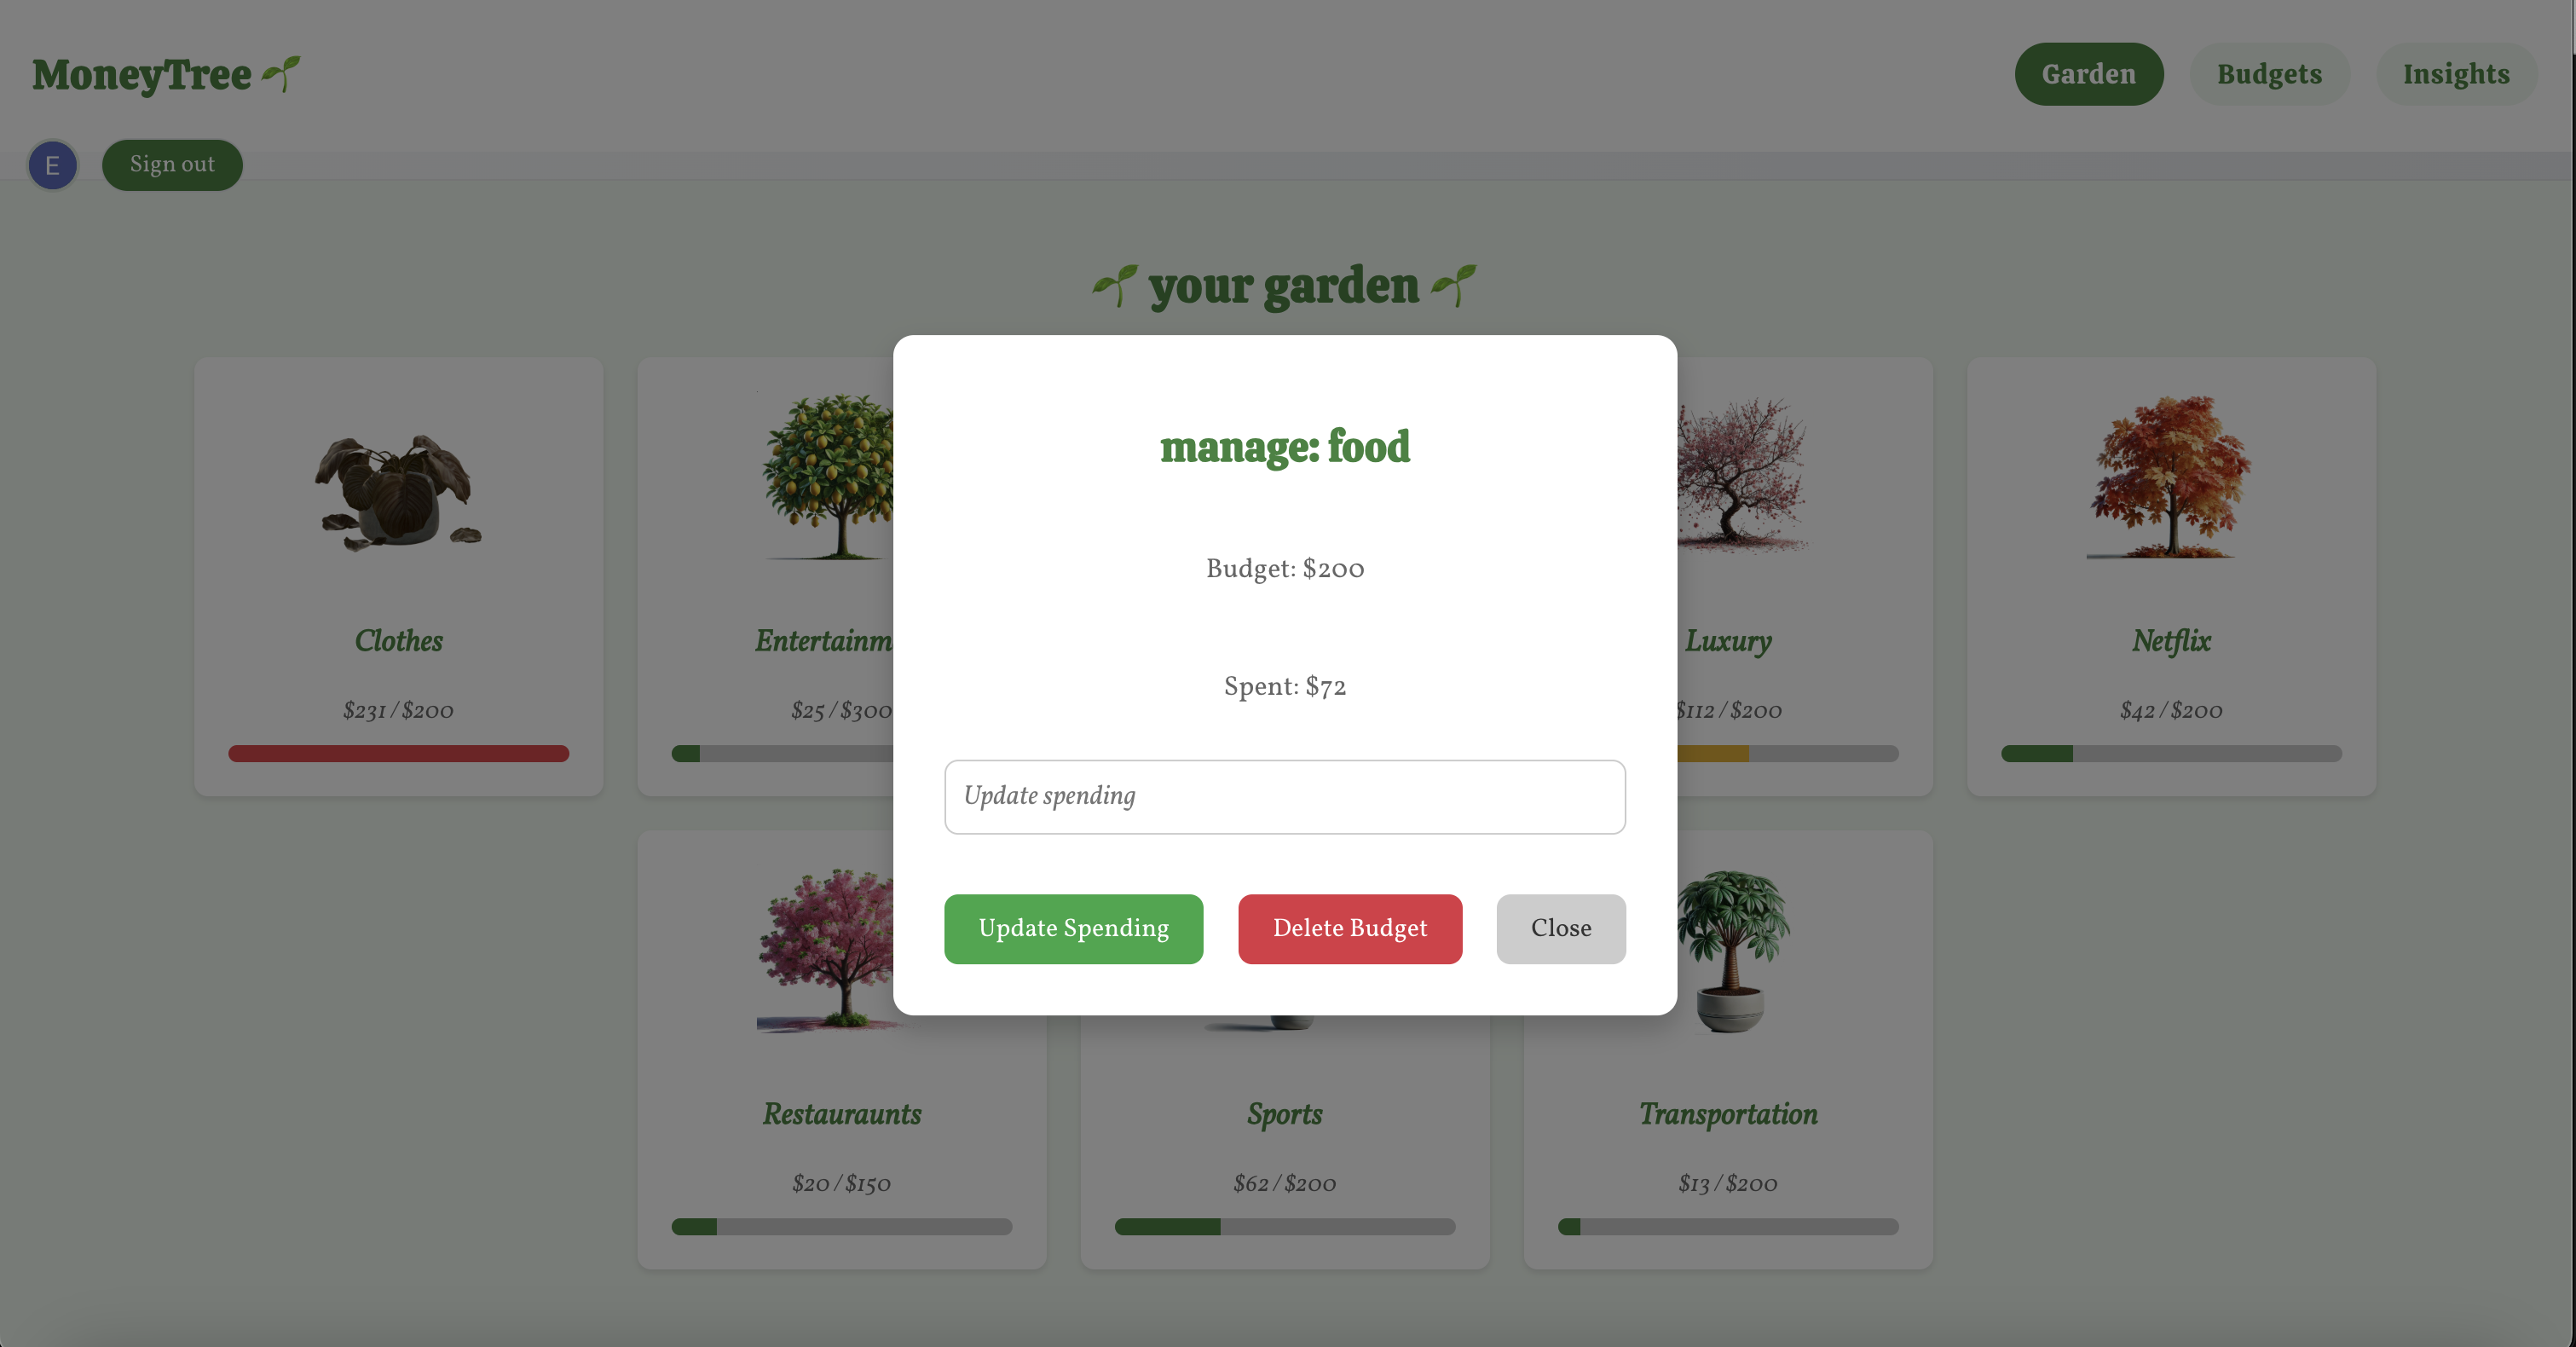 MoneyTree
Garden
Budgets
Insights
E
Sign out
your garden
manage: food
Budget: $200
Spent: $72
Update spending
Update Spending
Delete Budget
Close
Clothes
$231 / $200
$25 / $300
Luxury
$112 / $200
Netflix
$42 / $200
Restauraunts
$20 / $150
Sports
$62 / $200
Transportation
$13 / $200